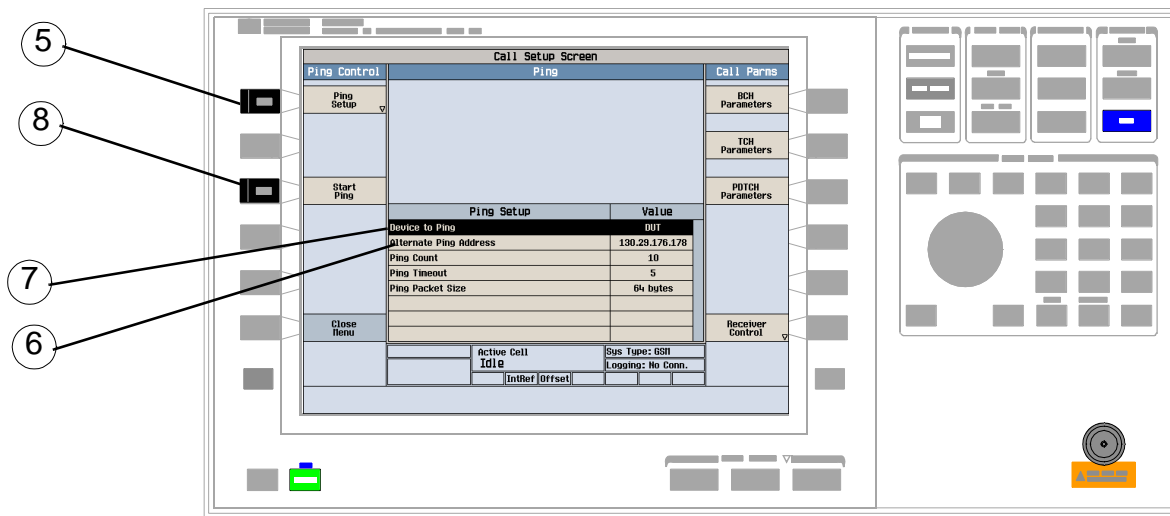 5
8
7
6
Call Setup Screen
Ping Control
Ping
Call Parms
Ping
Setup
Start
Ping
Close
Menu
BCH
Parameters
TCH
Parameters
PDTCH
Parameters
Receiver
Control
Ping Setup Value
Device to Ping DUT
Alternate Ping Address 130.29.176.178
Ping Count 10
Ping Timeout 5
Ping Packet Size 64 bytes
Active Cell
Idle
Sys Type: GSM
Logging: No Conn.
IntRef Offset